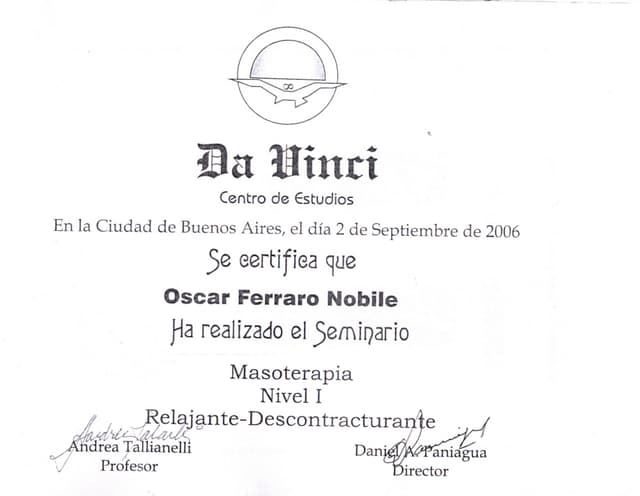 Da Vinci
Centro de Estudios
En la Ciudad de Buenos Aires, el día 2 de Septiembre de 2006
Se certifica que
Oscar Ferraro Nobile
Ha realizado el Seminario
Masoterapia
Nivel I
Relajante-Descontracturante
Andrea Tallianelli
Profesor
Daniel A. Paniagua
Director